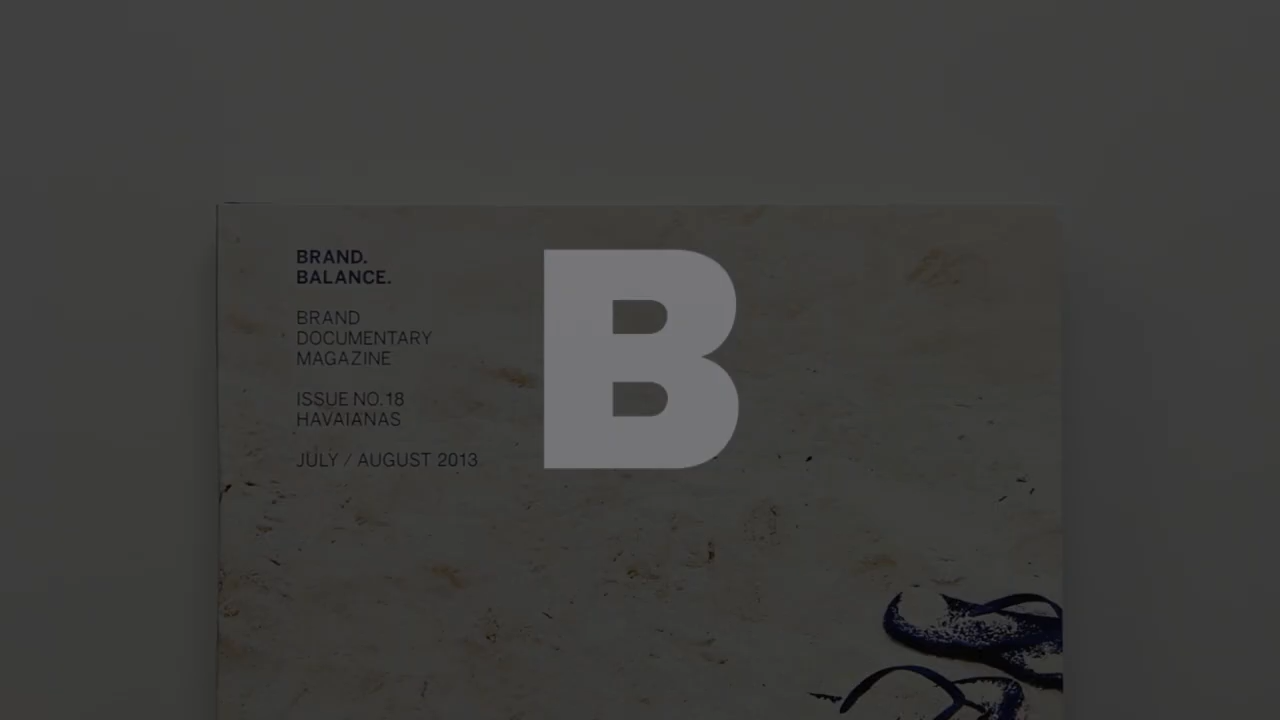 BRAND.
BALANCE.
BRAND
DOCUMENTARY
MAGAZINE
ISSUE NO. 18
HAVAIANAS
JULY / AUGUST 2013
B